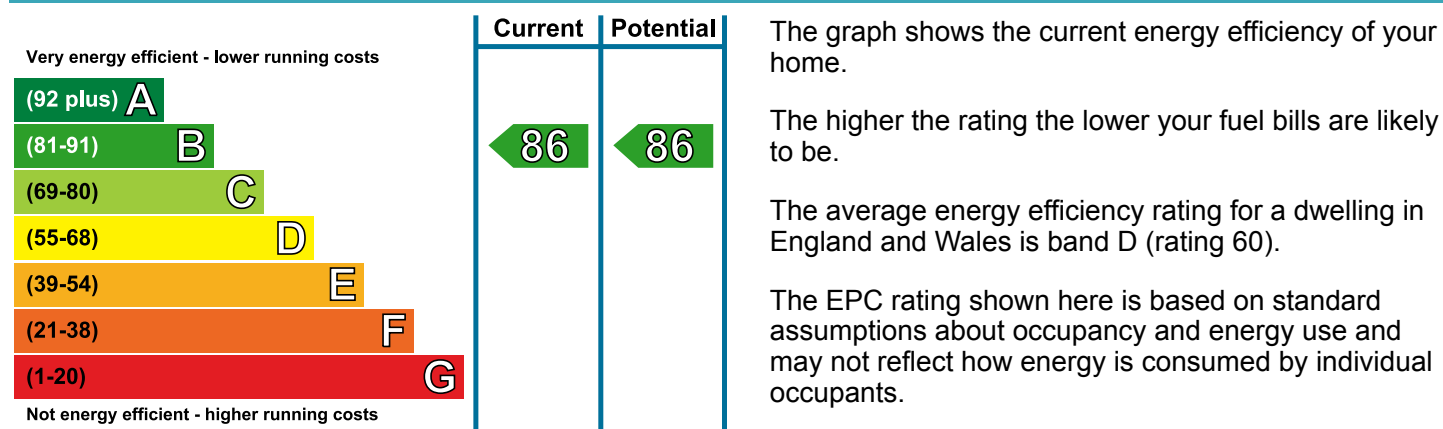 Current Potential
Very energy efficient - lower running costs
(92 plus) A
(81-91) B
86 86
(69-80) C
(55-68) D
(39-54) E
(21-38) F
(1-20) G
Not energy efficient - higher running costs
The graph shows the current energy efficiency of your
home.
The higher the rating the lower your fuel bills are likely
to be.
The average energy efficiency rating for a dwelling in
England and Wales is band D (rating 60).
The EPC rating shown here is based on standard
assumptions about occupancy and energy use and
may not reflect how energy is consumed by individual
occupants.